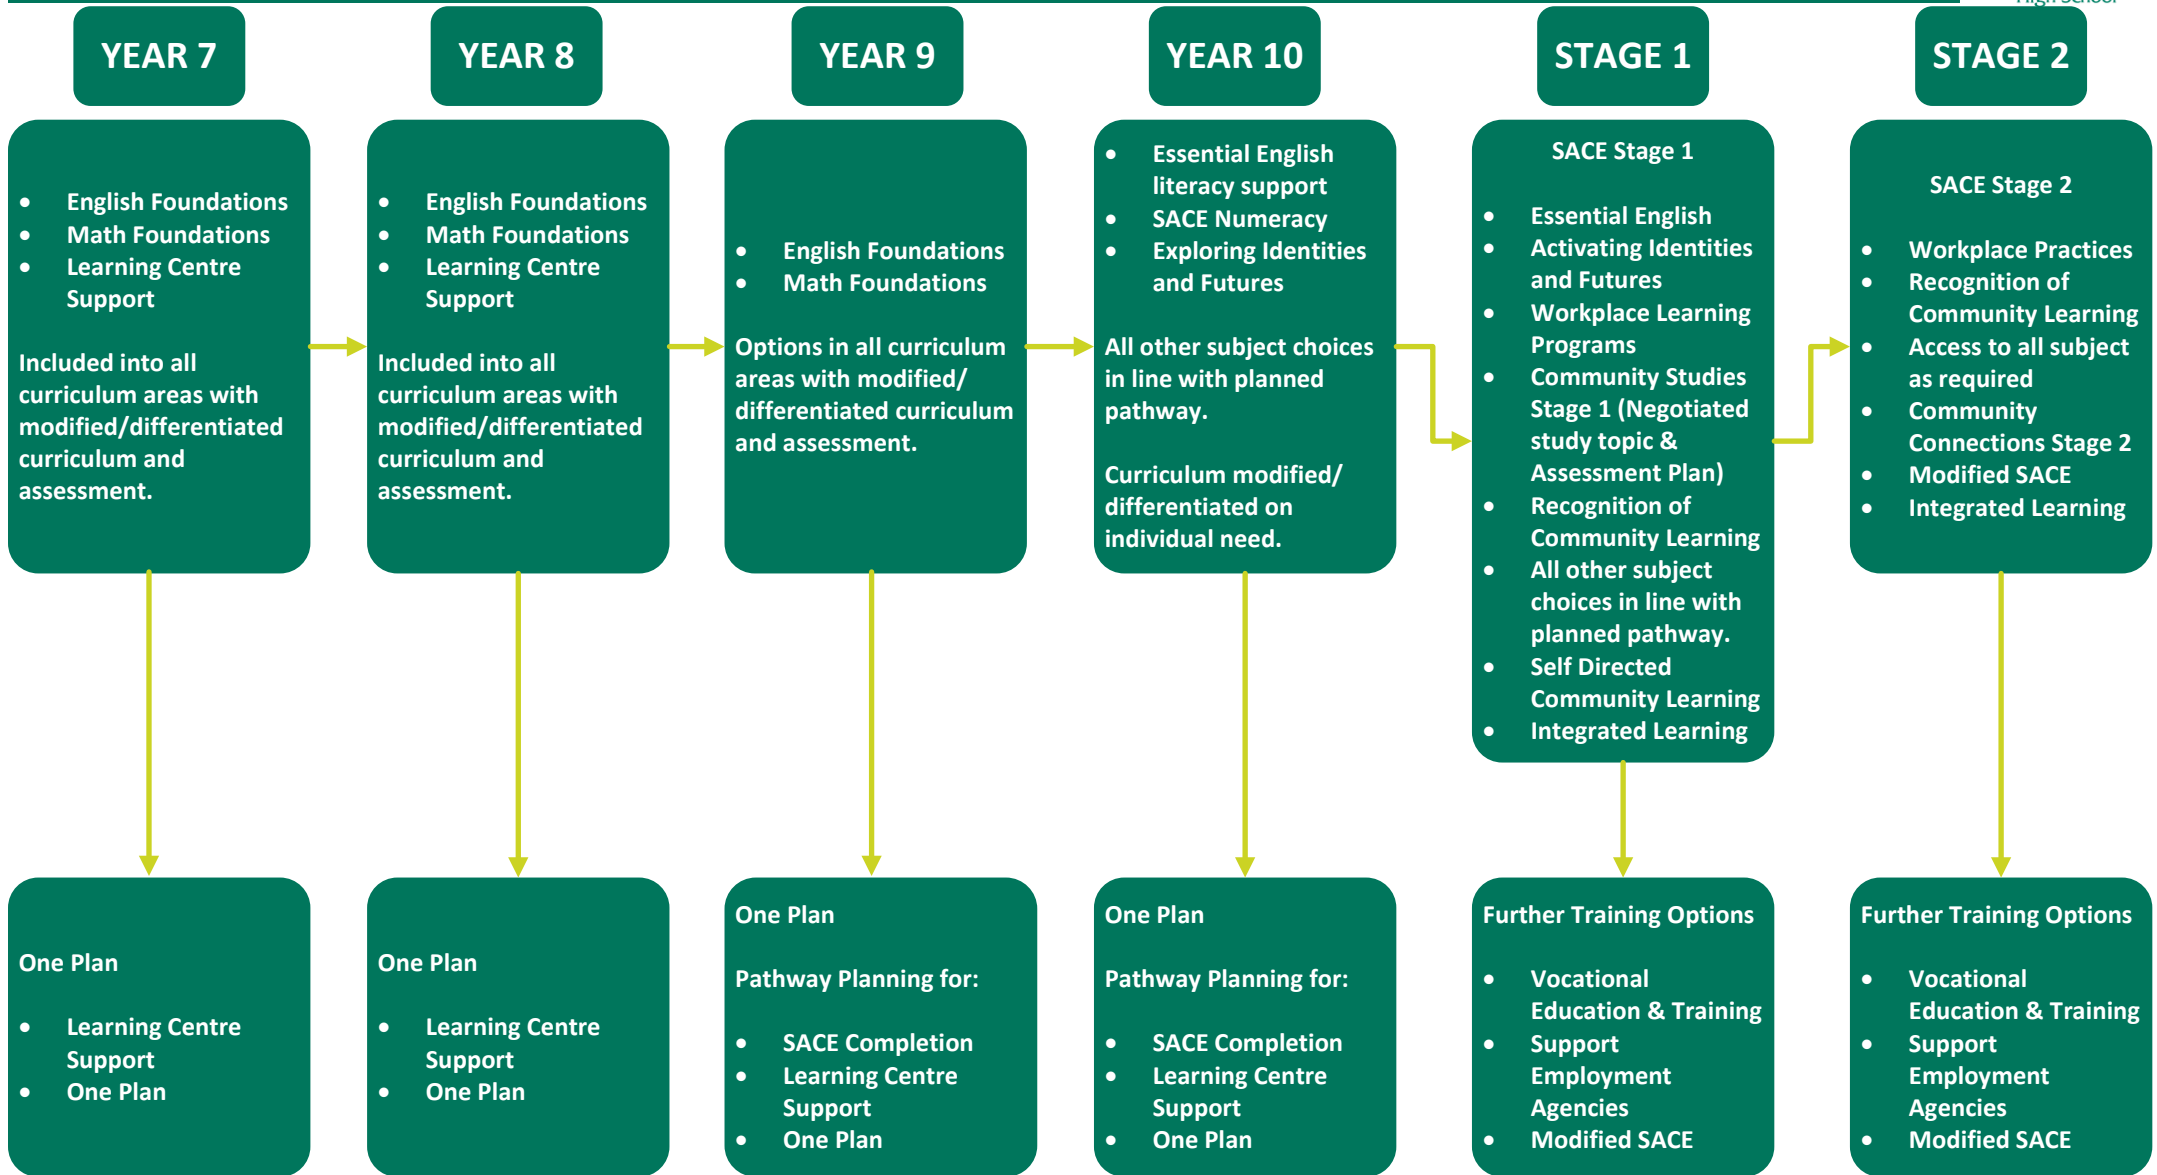 High School
YEAR 7
YEAR 8
YEAR 9
YEAR 10
STAGE 1
STAGE 2
• English Foundations
• Math Foundations
• Learning Centre
Support
Included into all
curriculum areas with
modified/differentiated
curriculum and
assessment.
• English Foundations
• Math Foundations
• Learning Centre
Support
Included into all
curriculum areas with
modified/differentiated
curriculum and
assessment.
• English Foundations
• Math Foundations
Options in all curriculum
areas with modified/
differentiated curriculum
and assessment.
• Essential English
literacy support
• SACE Numeracy
• Exploring Identities
and Futures
All other subject choices
in line with planned
pathway.
Curriculum modified/
differentiated on
individual need.
SACE Stage 1
• Essential English
• Activating Identities
and Futures
• Workplace Learning
Programs
• Community Studies
Stage 1 (Negotiated
study topic &
Assessment Plan)
• Recognition of
Community Learning
• All other subject
choices in line with
planned pathway.
• Self Directed
Community Learning
• Integrated Learning
SACE Stage 2
• Workplace Practices
• Recognition of
Community Learning
• Access to all subject
as required
• Community
Connections Stage 2
• Modified SACE
• Integrated Learning
One Plan
• Learning Centre
Support
• One Plan
One Plan
• Learning Centre
Support
• One Plan
One Plan
Pathway Planning for:
• SACE Completion
• Learning Centre
Support
• One Plan
One Plan
Pathway Planning for:
• SACE Completion
• Learning Centre
Support
• One Plan
Further Training Options
• Vocational
Education & Training
• Support
Employment
Agencies
• Modified SACE
Further Training Options
• Vocational
Education & Training
• Support
Employment
Agencies
• Modified SACE